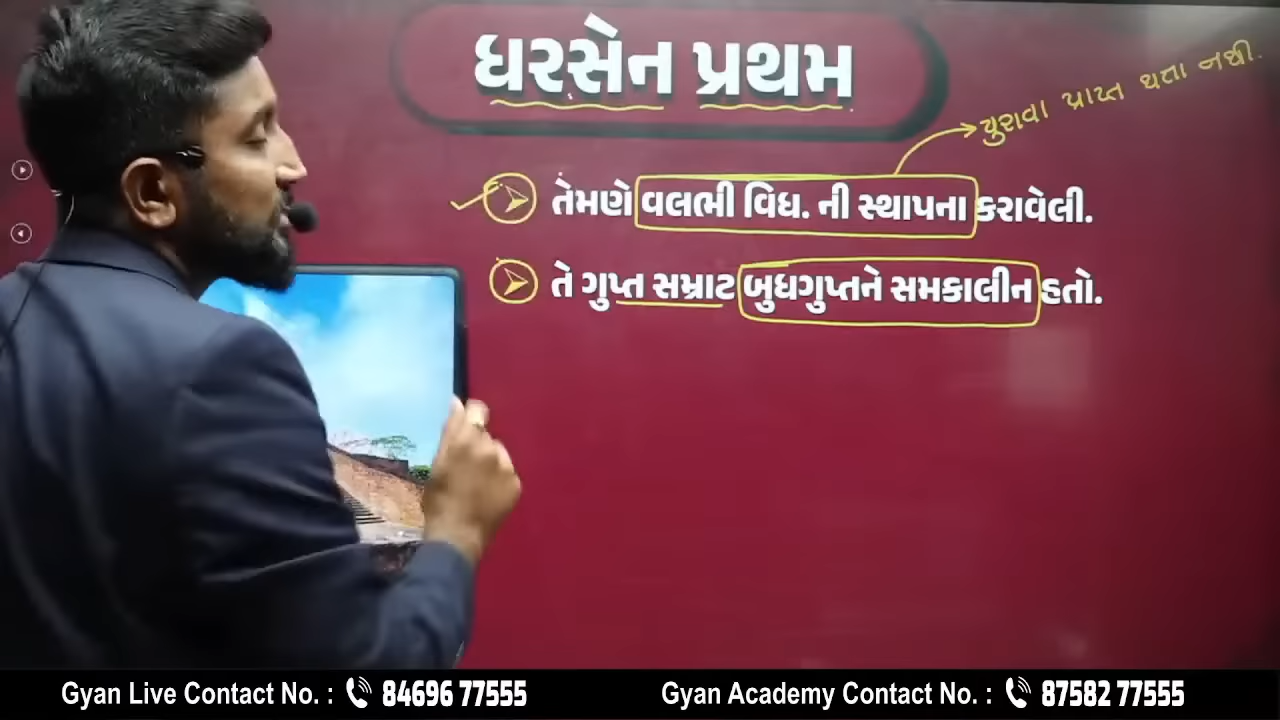 ધરસેન પ્રથમ
પુરાવા પ્રાપ્ત થતા નથી.
તેમણે વલભી વિધ. ની સ્થાપના કરાવેલી.
તે ગુપ્ત સમ્રાટ બુધગુપ્તને સમકાલીન હતો.
Gyan Live Contact No. : 84696 77555
Gyan Academy Contact No. : 87582 77555